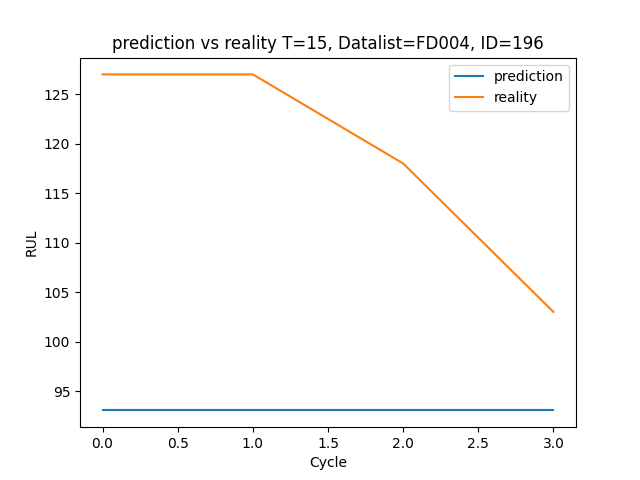 prediction vs reality T=15, Datalist=FD004, ID=196
prediction
reality
125
120
115
110
105
100
95
RUL
0.0 0.5 1.0 1.5 2.0 2.5 3.0
Cycle